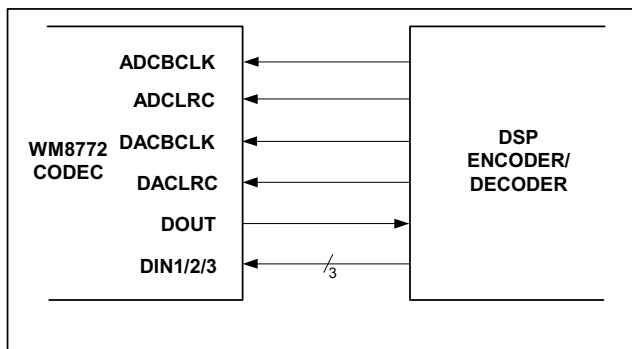 ADCBCLK
ADCLRC
WM8772
CODEC
DACBCLK
DACLRC
DOUT
DIN1/2/3
3
DSP
ENCODER/
DECODER